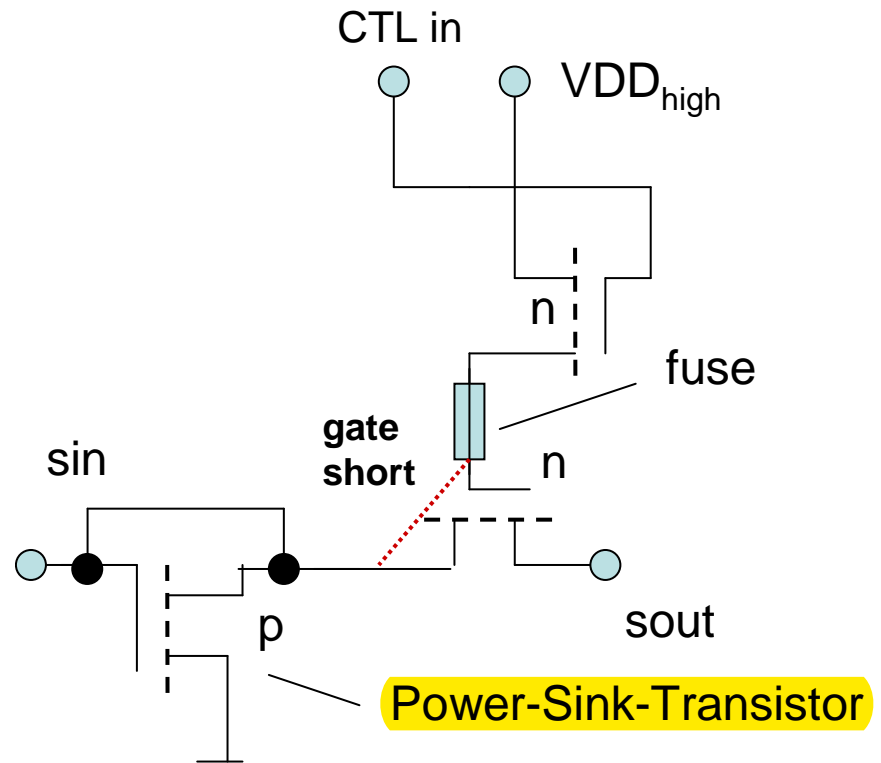 CTL in
VDDhigh
n
fuse
gate
short
n
sin
p
sout
Power-Sink-Transistor